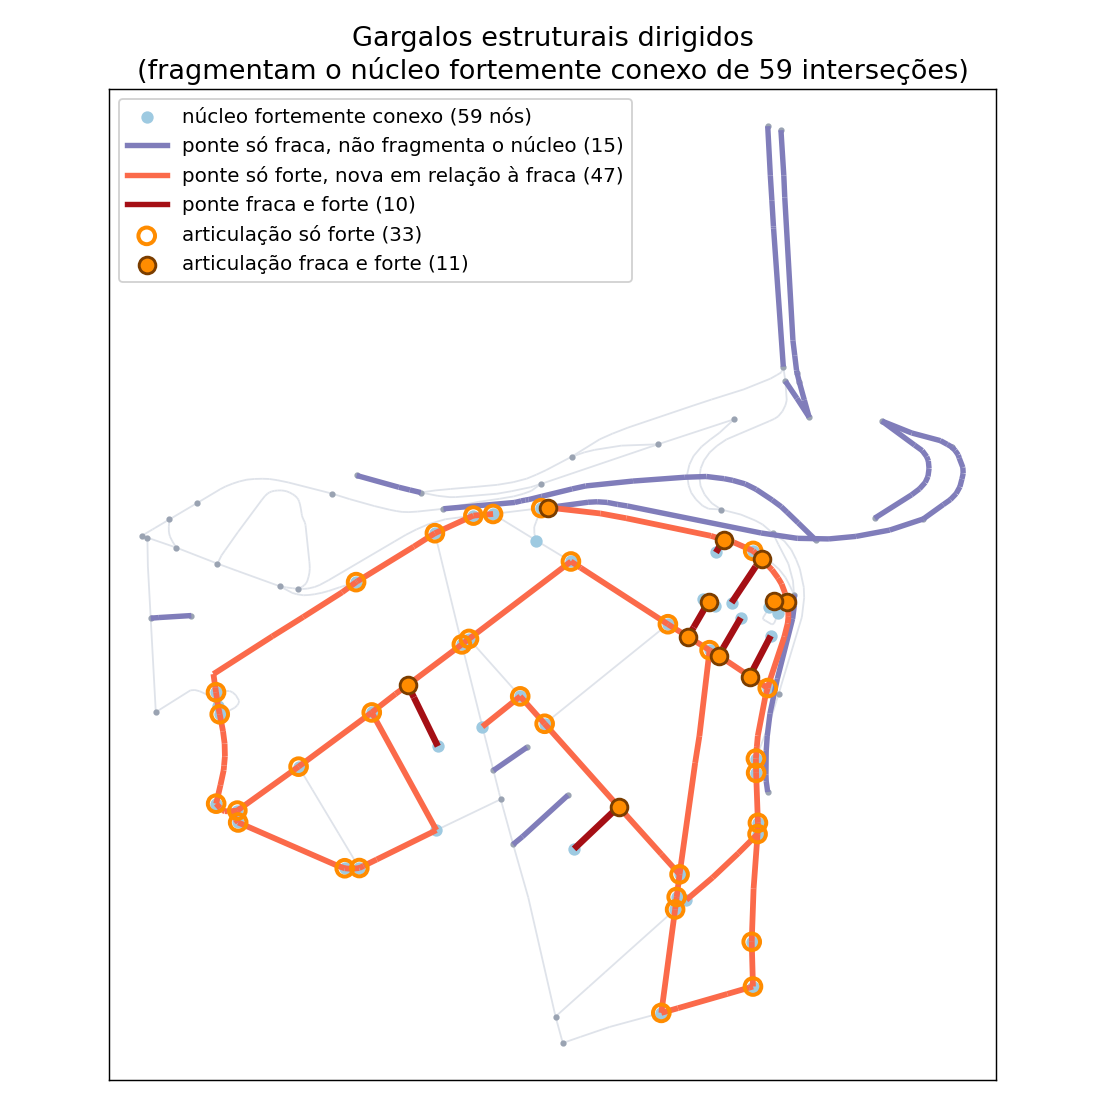 Gargalos estruturais dirigidos
(fragmentam o núcleo fortemente conexo de 59 interseções)
núcleo fortemente conexo (59 nós)
ponte só fraca, não fragmenta o núcleo (15)
ponte só forte, nova em relação à fraca (47)
ponte fraca e forte (10)
articulação só forte (33)
articulação fraca e forte (11)